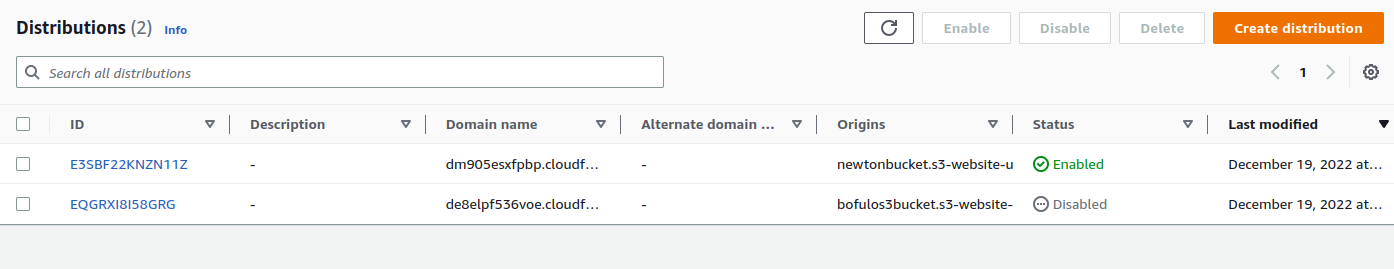 Distributions (2) Info
Enable Disable Delete Create distribution
Search all distributions
1
ID Description Domain name Alternate domain ... Origins Status Last modified
E3SBF22KNZN11Z - dm905esxfpbp.cloudf... - newtonbucket.s3-website-u Enabled December 19, 2022 at...
EQGRXI8I58GRG - de8elpf536voe.cloudf... - bofulos3bucket.s3-website- Disabled December 19, 2022 at...